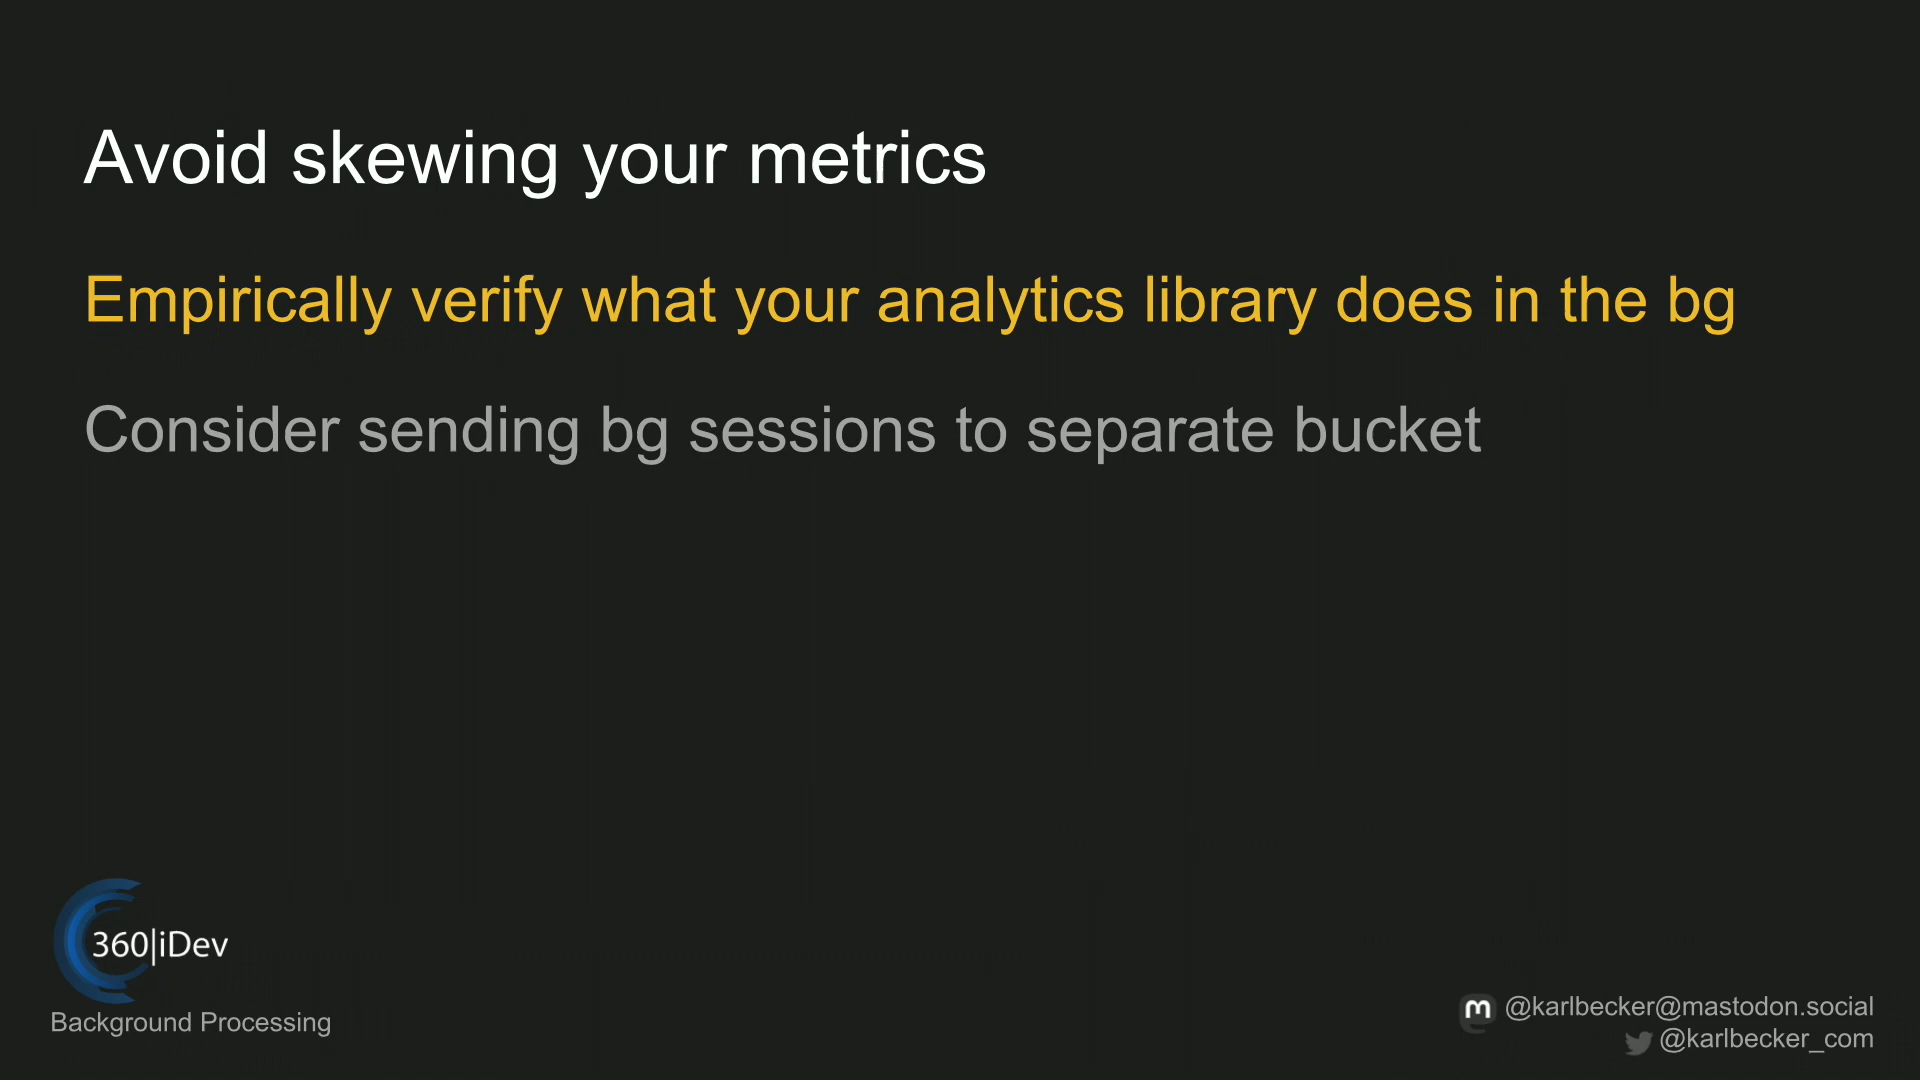 Avoid skewing your metrics
Empirically verify what your analytics library does in the bg
Consider sending bg sessions to separate bucket
360|iDev
Background Processing
@karlbecker@mastodon.social
@karlbecker_com